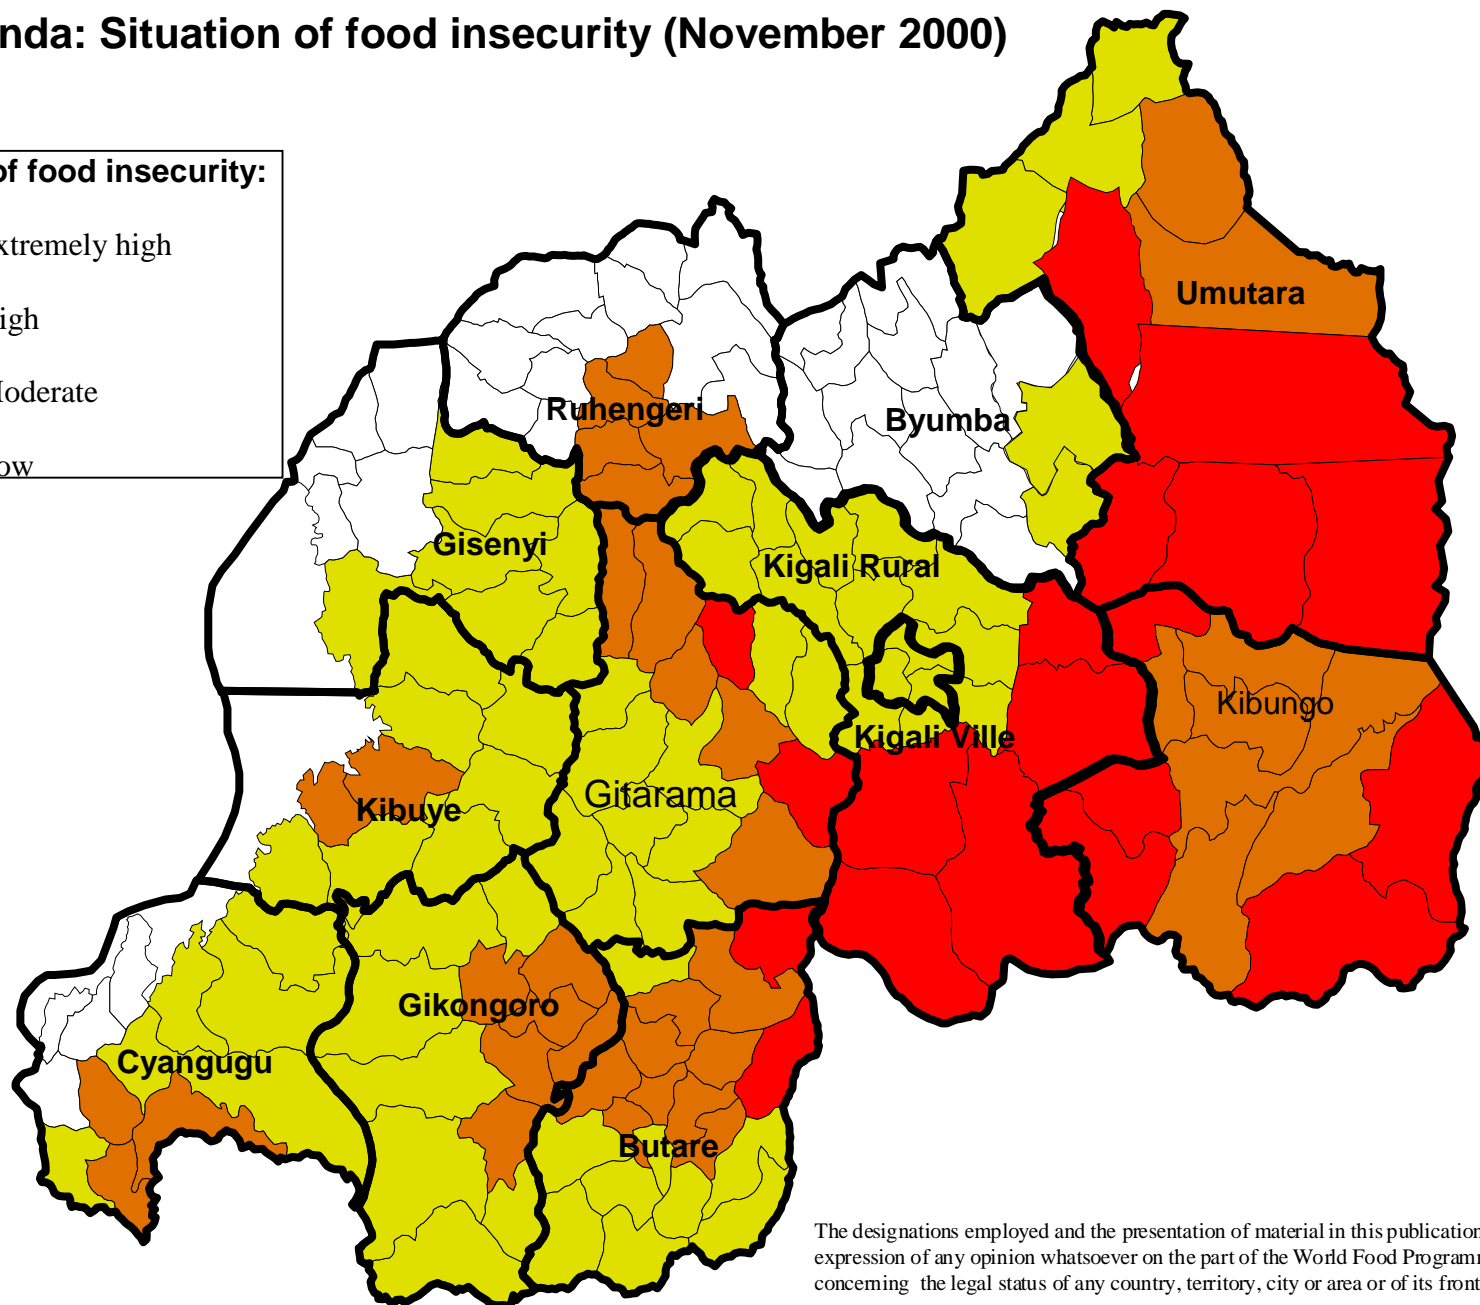 nda: Situation of food insecurity (November 2000)
of food insecurity:
xtremely high
igh
Moderate
ow
Umutara
Ruhengeri
Byumba
Gisenyi
Kigali Rural
Kibungo
Kigali Ville
Gitarama
Kibuye
Gikongoro
Cyangugu
Butare
The designations employed and the presentation of material in this publication
expression of any opinion whatsoever on the part of the World Food Program
concerning the legal status of any country, territory, city or area or of its front